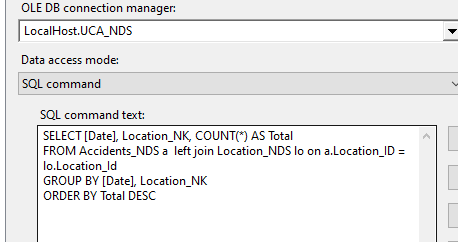 OLE DB connection manager:
LocalHost.UCA_NDS
Data access mode:
SQL command
SQL command text:
SELECT [Date], Location_NK, COUNT(*) AS Total
FROM Accidents_NDS a  left join Location_NDS lo on a.Location_ID =
lo.Location_Id
GROUP BY [Date], Location_NK
ORDER BY Total DESC